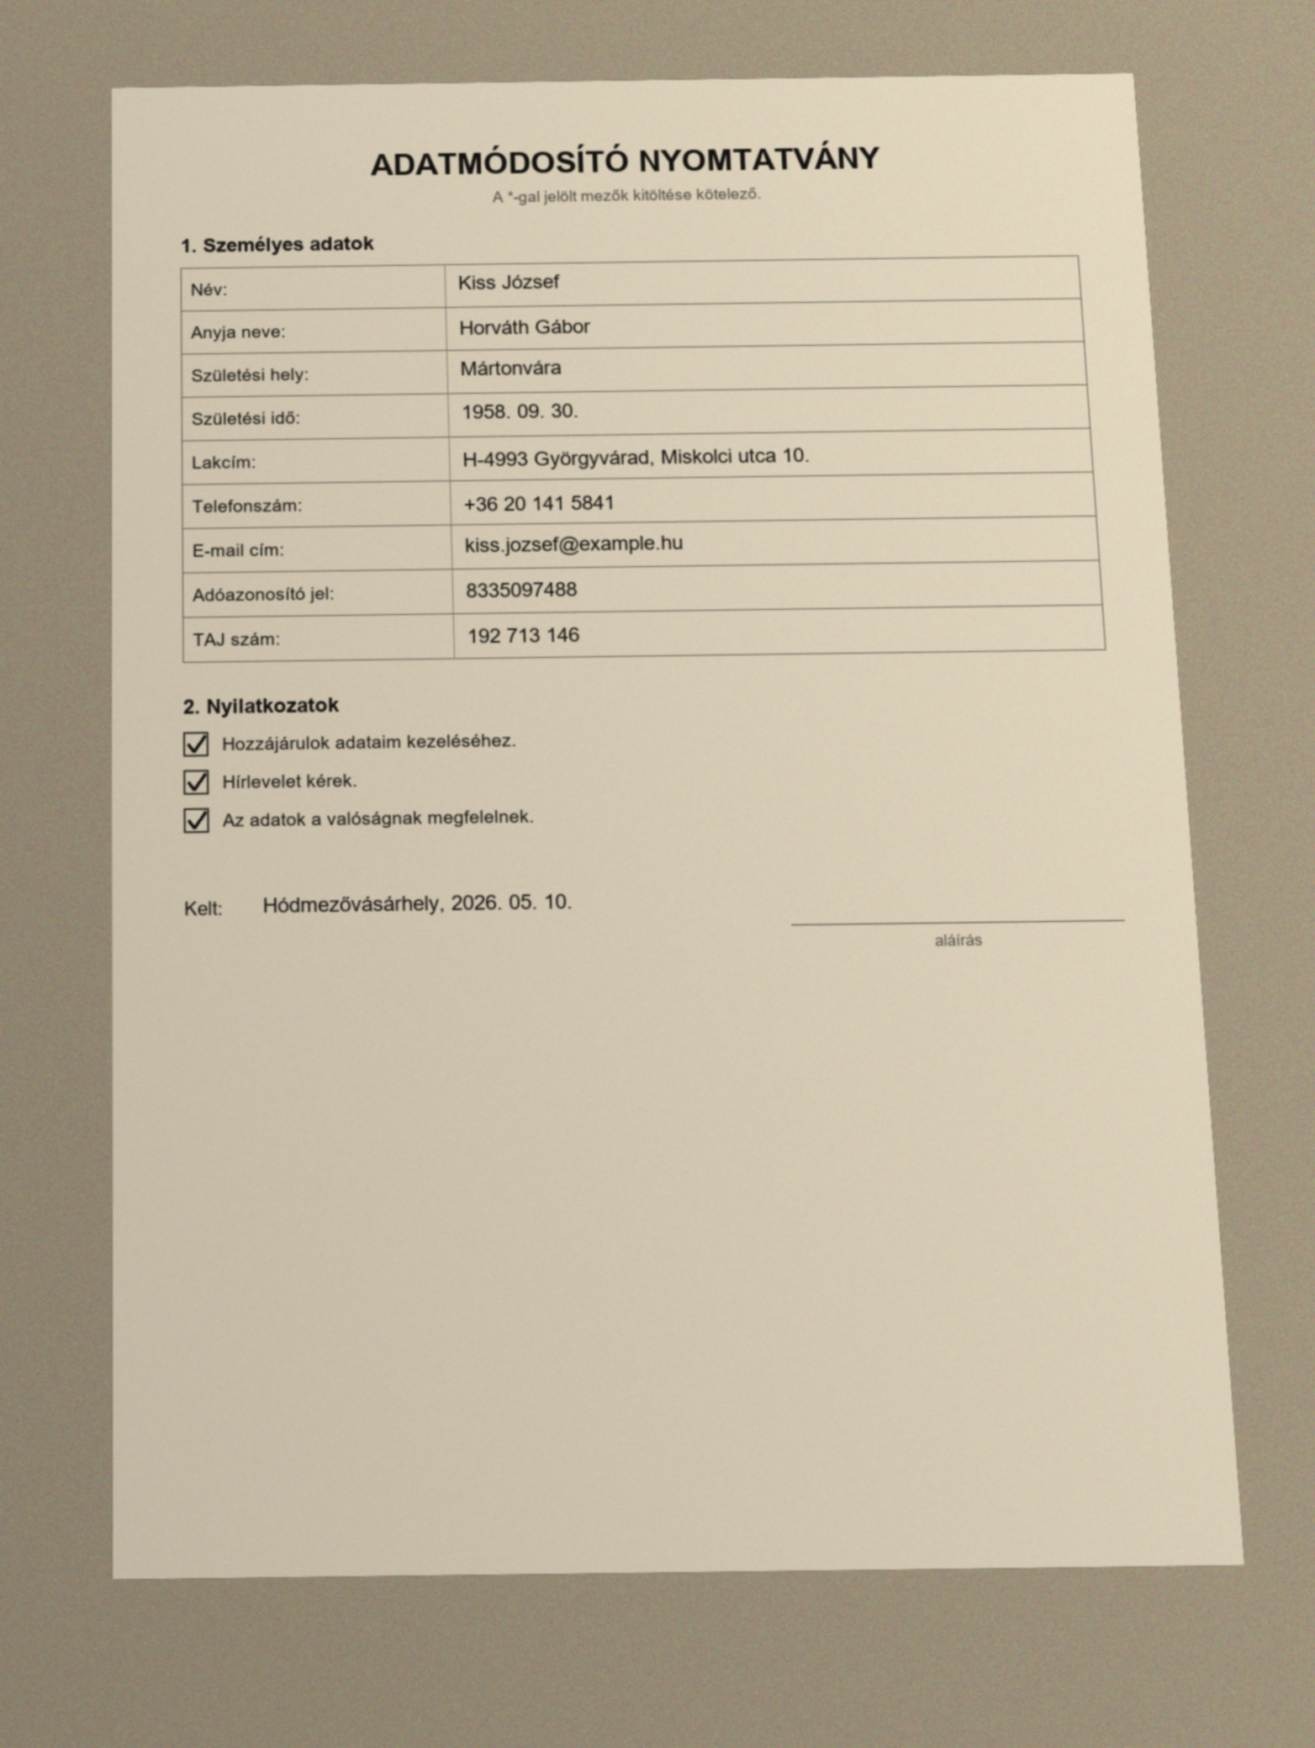 ADATMÓDOSÍTÓ NYOMTATVÁNY
A *-gal jelölt mezők kitöltése kötelező.
1. Személyes adatok
Név: Kiss József
Anyja neve: Horváth Gábor
Születési hely: Mártonvára
Születési idő: 1958. 09. 30.
Lakcím: H-4993 Györgyvárad, Miskolci utca 10.
Telefonszám: +36 20 141 5841
E-mail cím: kiss.jozsef@example.hu
Adóazonosító jel: 8335097488
TAJ szám: 192 713 146
2. Nyilatkozatok
Hozzájárulok adataim kezeléséhez.
Hírlevelet kérek.
Az adatok a valóságnak megfelelnek.
Kelt: Hódmezővásárhely, 2026. 05. 10.
aláírás